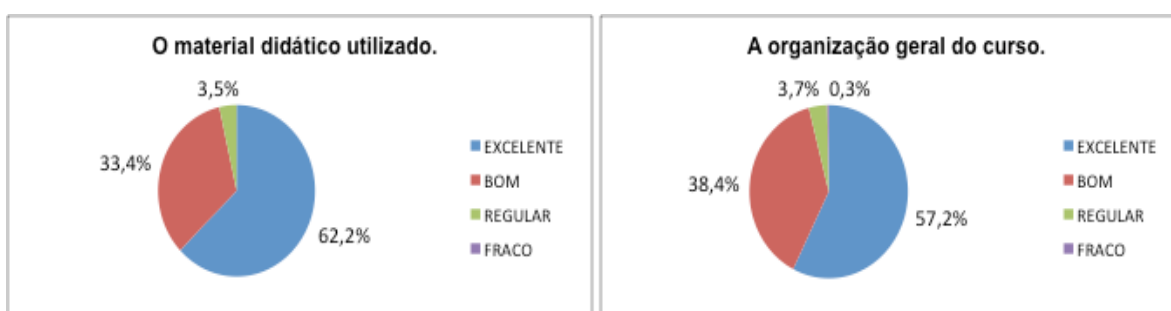 O material didático utilizado.
3,5%
33,4%
62,2%
EXCELENTE
BOM
REGULAR
FRACO
A organização geral do curso.
3,7% 0,3%
38,4%
57,2%
EXCELENTE
BOM
REGULAR
FRACO